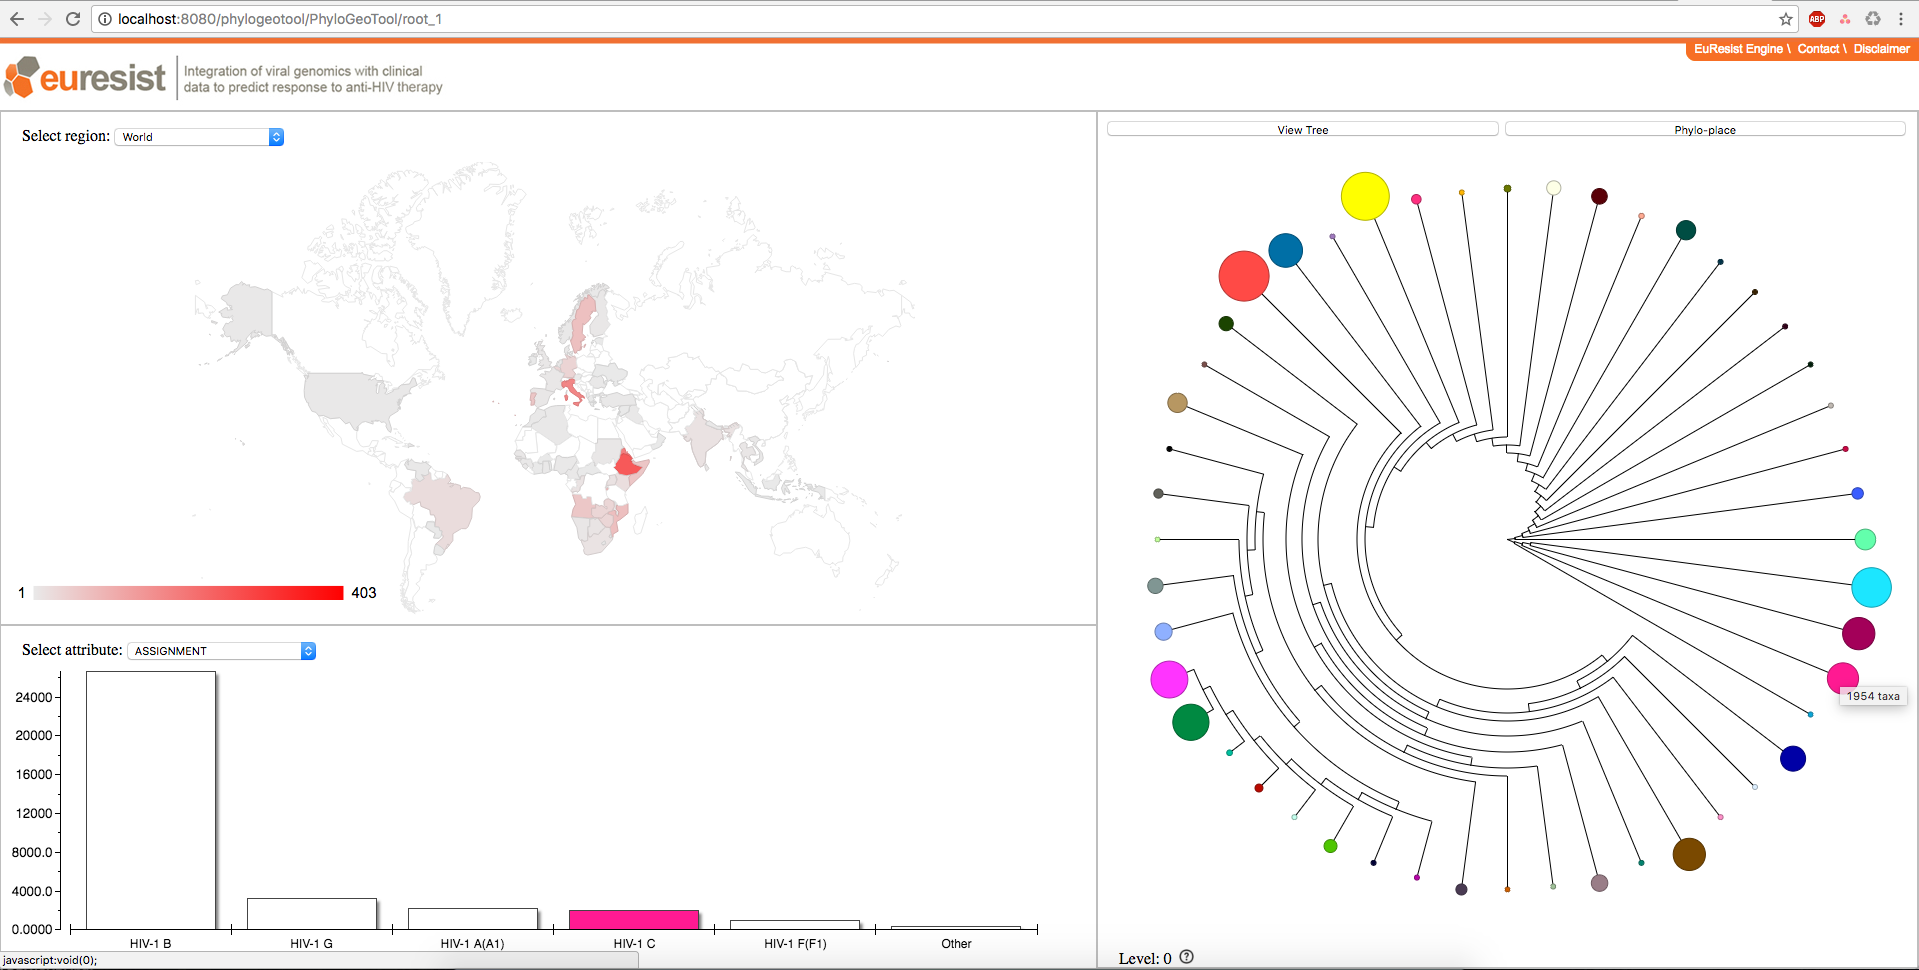 localhost:8080/phylogeotool/PhyloGeoTool/root_1
ABP
EuResist Engine \ Contact \ Disclaimer
euresist
Integration of viral genomics with clinical
data to predict response to anti-HIV therapy
Select region: World
1 403
View Tree
Phylo-place
1954 taxa
Level: 0 ?
Select attribute: ASSIGNMENT
24000
20000
16000
12000
8000.0
4000.0
0.0000
HIV-1 B
HIV-1 G
HIV-1 A(A1)
HIV-1 C
HIV-1 F(F1)
Other
javascript:void(0);